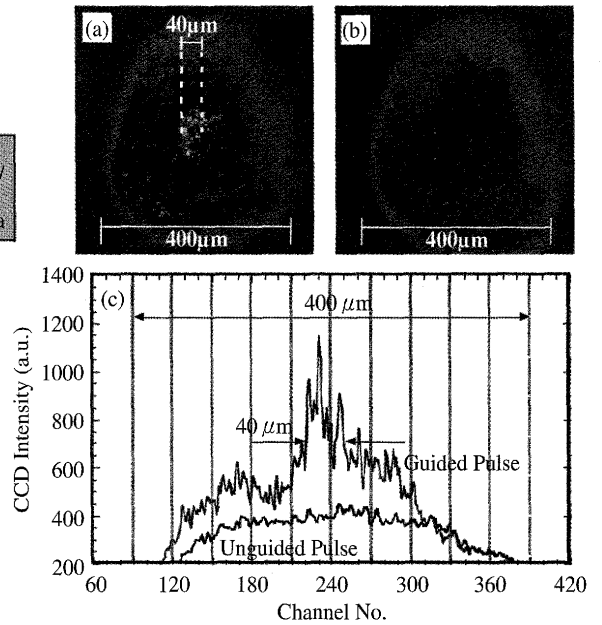 (a)
40μm
400μm
(b)
400μm
(c)
400 μm
40 μm
Guided Pulse
Unguided Pulse
CCD Intensity (a.u.)
1400
1200
1000
800
600
400
200
60 120 180 240 300 360 420
Channel No.